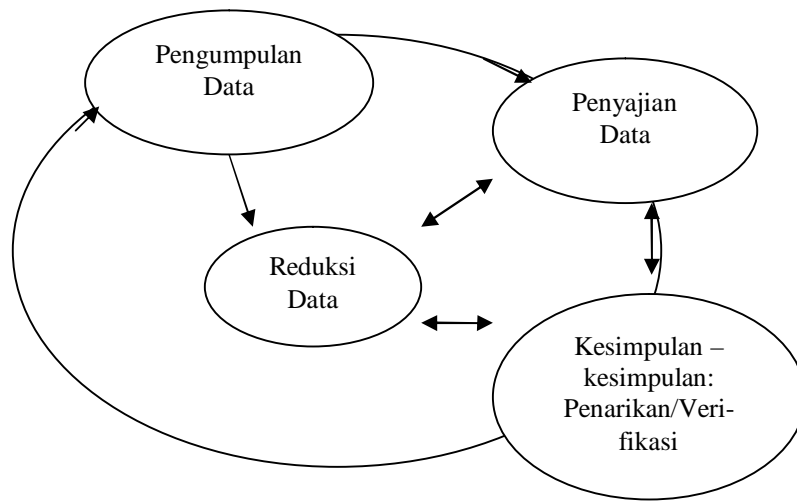 Pengumpulan
Data
Penyajian
Data
Reduksi
Data
Kesimpulan –
kesimpulan:
Penarikan/Veri-
fikasi